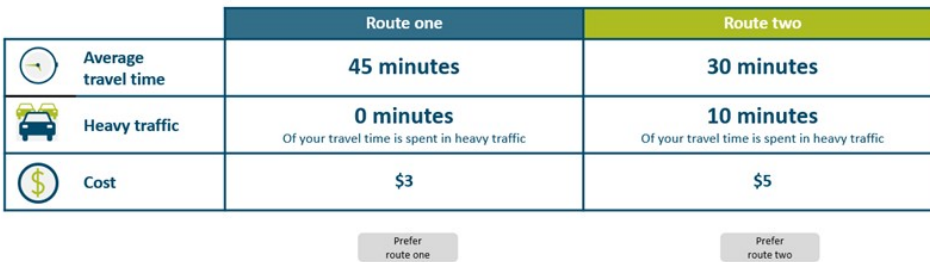 Route one
Route two
Average
travel time
45 minutes
30 minutes
Heavy traffic
0 minutes
Of your travel time is spent in heavy traffic
10 minutes
Of your travel time is spent in heavy traffic
$
Cost
$3
$5
Prefer
route one
Prefer
route two